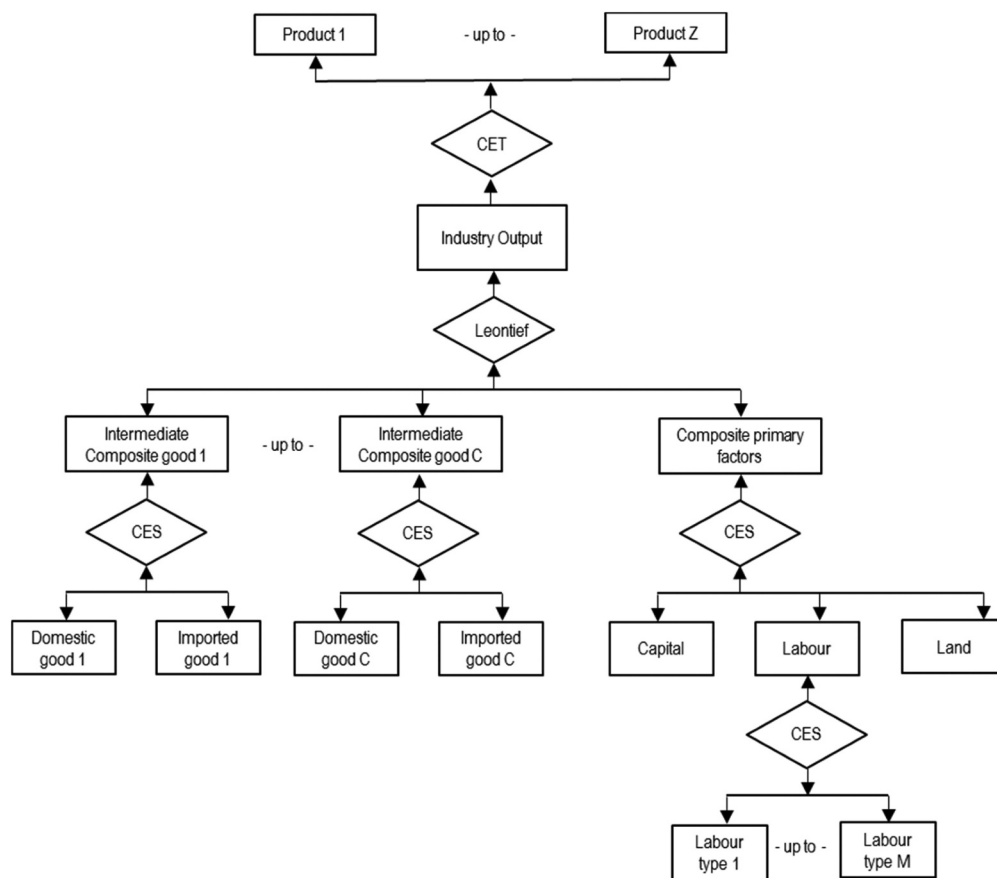 Product 1
- up to -
Product Z
CET
Industry Output
Leontief
Intermediate
Composite good 1
- up to -
Intermediate
Composite good C
Composite primary
factors
CES
CES
CES
Domestic
good 1
Imported
good 1
Domestic
good C
Imported
good C
Capital
Labour
Land
CES
Labour
type 1
- up to -
Labour
type M